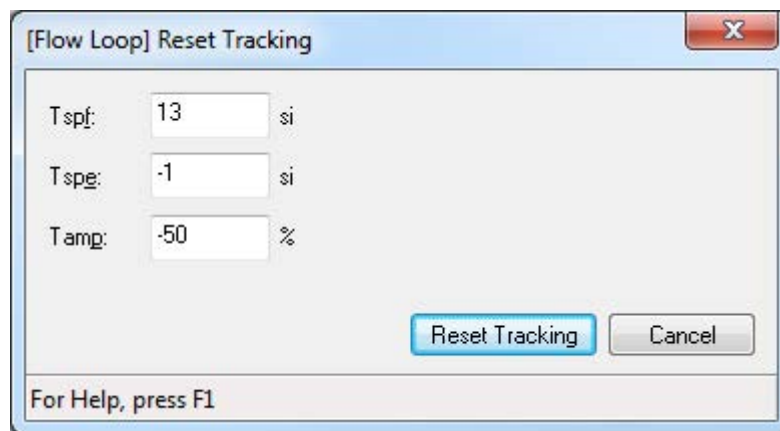 [Flow Loop] Reset Tracking
Tspf: 13 si
Tspe: -1 si
Tamp: -50 %
Reset Tracking Cancel
For Help, press F1